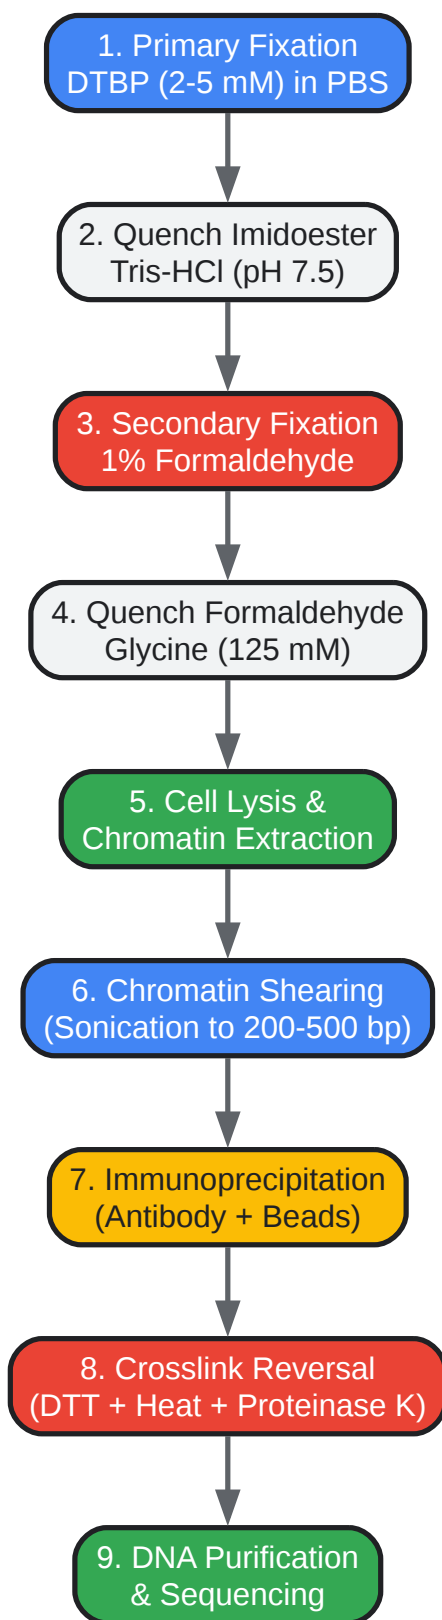 1. Primary Fixation
DTBP (2-5 mM) in PBS
2. Quench Imidoester
Tris-HCl (pH 7.5)
3. Secondary Fixation
1% Formaldehyde
4. Quench Formaldehyde
Glycine (125 mM)
5. Cell Lysis &
Chromatin Extraction
6. Chromatin Shearing
(Sonication to 200-500 bp)
7. Immunoprecipitation
(Antibody + Beads)
8. Crosslink Reversal
(DTT + Heat + Proteinase K)
9. DNA Purification
& Sequencing